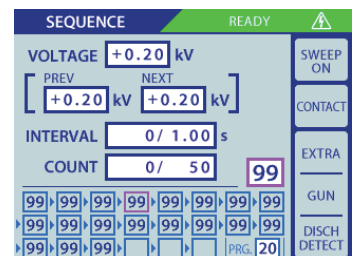 SEQUENCE READY
VOLTAGE +0.20 kV
SWEEP
ON
PREV NEXT
+0.20 kV +0.20 kV
CONTACT
INTERVAL 0/ 1.00 s
EXTRA
COUNT 0/ 50
99
GUN
99 99 99 99 99 99 99 99
99 99 99 99 99 99 99 99
DISCH
DETECT
99 99 99 PRG. 20